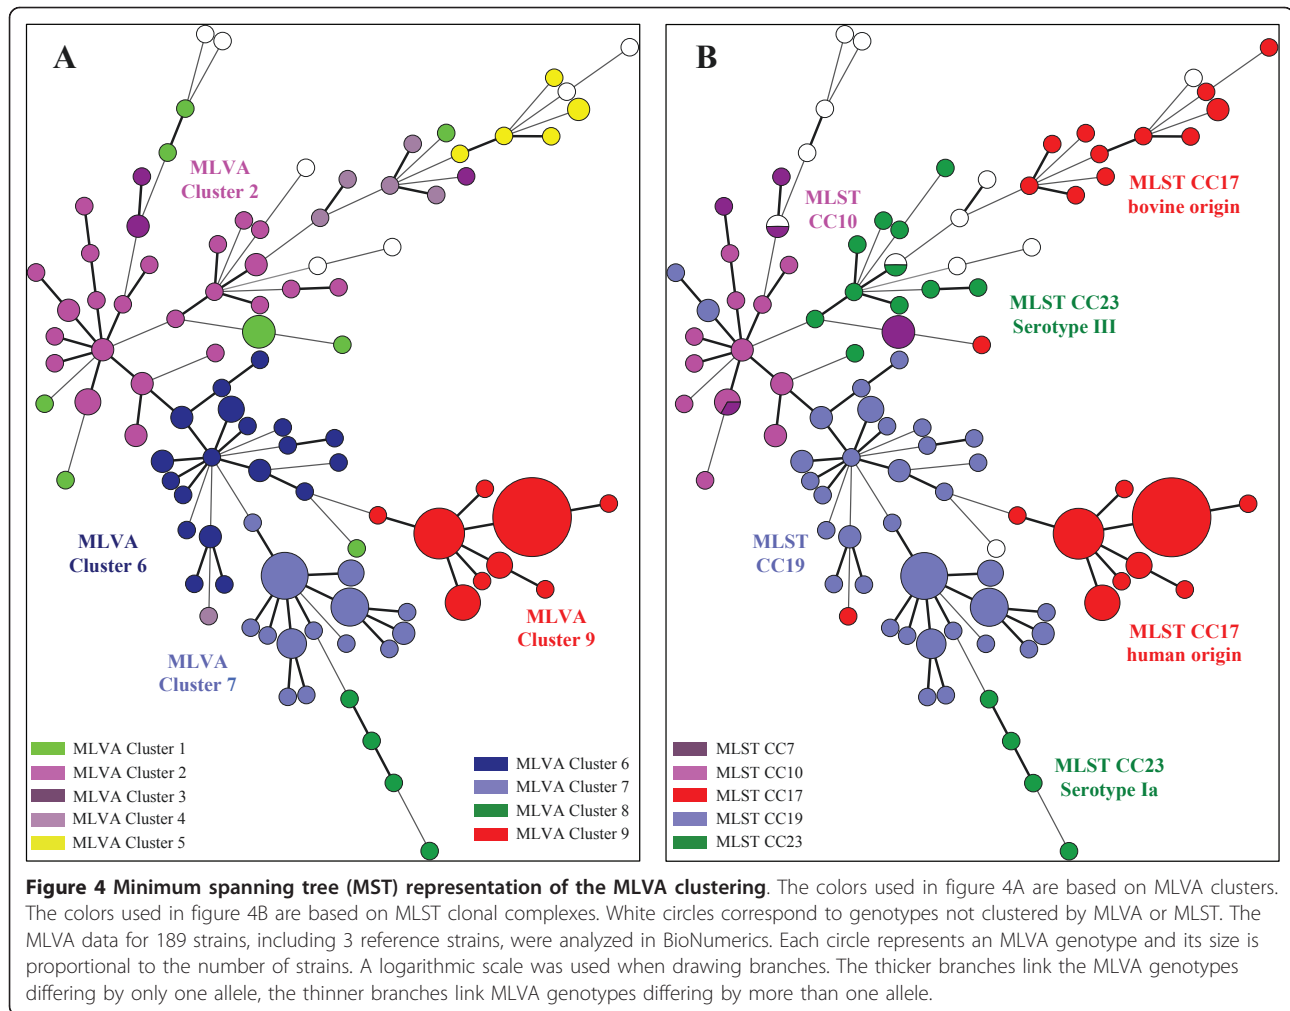 A
MLVA
Cluster 2
MLVA
Cluster 6
MLVA
Cluster 7
MLVA
Cluster 9
MLVA Cluster 1
MLVA Cluster 2
MLVA Cluster 3
MLVA Cluster 4
MLVA Cluster 5
MLVA Cluster 6
MLVA Cluster 7
MLVA Cluster 8
MLVA Cluster 9
B
MLST
CC10
MLST CC17
bovine origin
MLST CC23
Serotype III
MLST
CC19
MLST CC17
human origin
MLST CC23
Serotype Ia
MLST CC7
MLST CC10
MLST CC17
MLST CC19
MLST CC23
Figure 4 Minimum spanning tree (MST) representation of the MLVA clustering. The colors used in figure 4A are based on MLVA clusters.
The colors used in figure 4B are based on MLST clonal complexes. White circles correspond to genotypes not clustered by MLVA or MLST. The
MLVA data for 189 strains, including 3 reference strains, were analyzed in BioNumerics. Each circle represents an MLVA genotype and its size is
proportional to the number of strains. A logarithmic scale was used when drawing branches. The thicker branches link the MLVA genotypes
differing by only one allele, the thinner branches link MLVA genotypes differing by more than one allele.